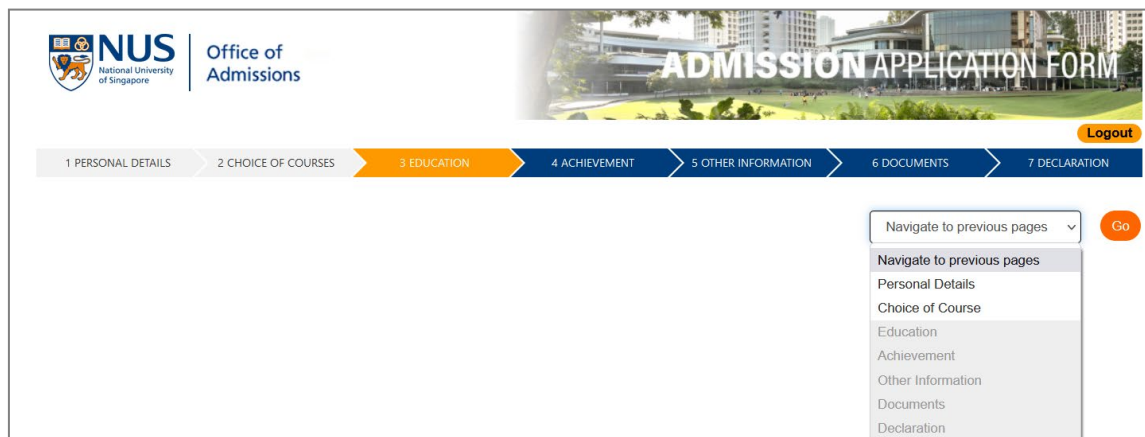 NUS
National University
of Singapore
Office of
Admissions
ADMISSION APPLICATION FORM
Logout
1 PERSONAL DETAILS
2 CHOICE OF COURSES
3 EDUCATION
4 ACHIEVEMENT
5 OTHER INFORMATION
6 DOCUMENTS
7 DECLARATION
Navigate to previous pages
Go
Navigate to previous pages
Personal Details
Choice of Course
Education
Achievement
Other Information
Documents
Declaration